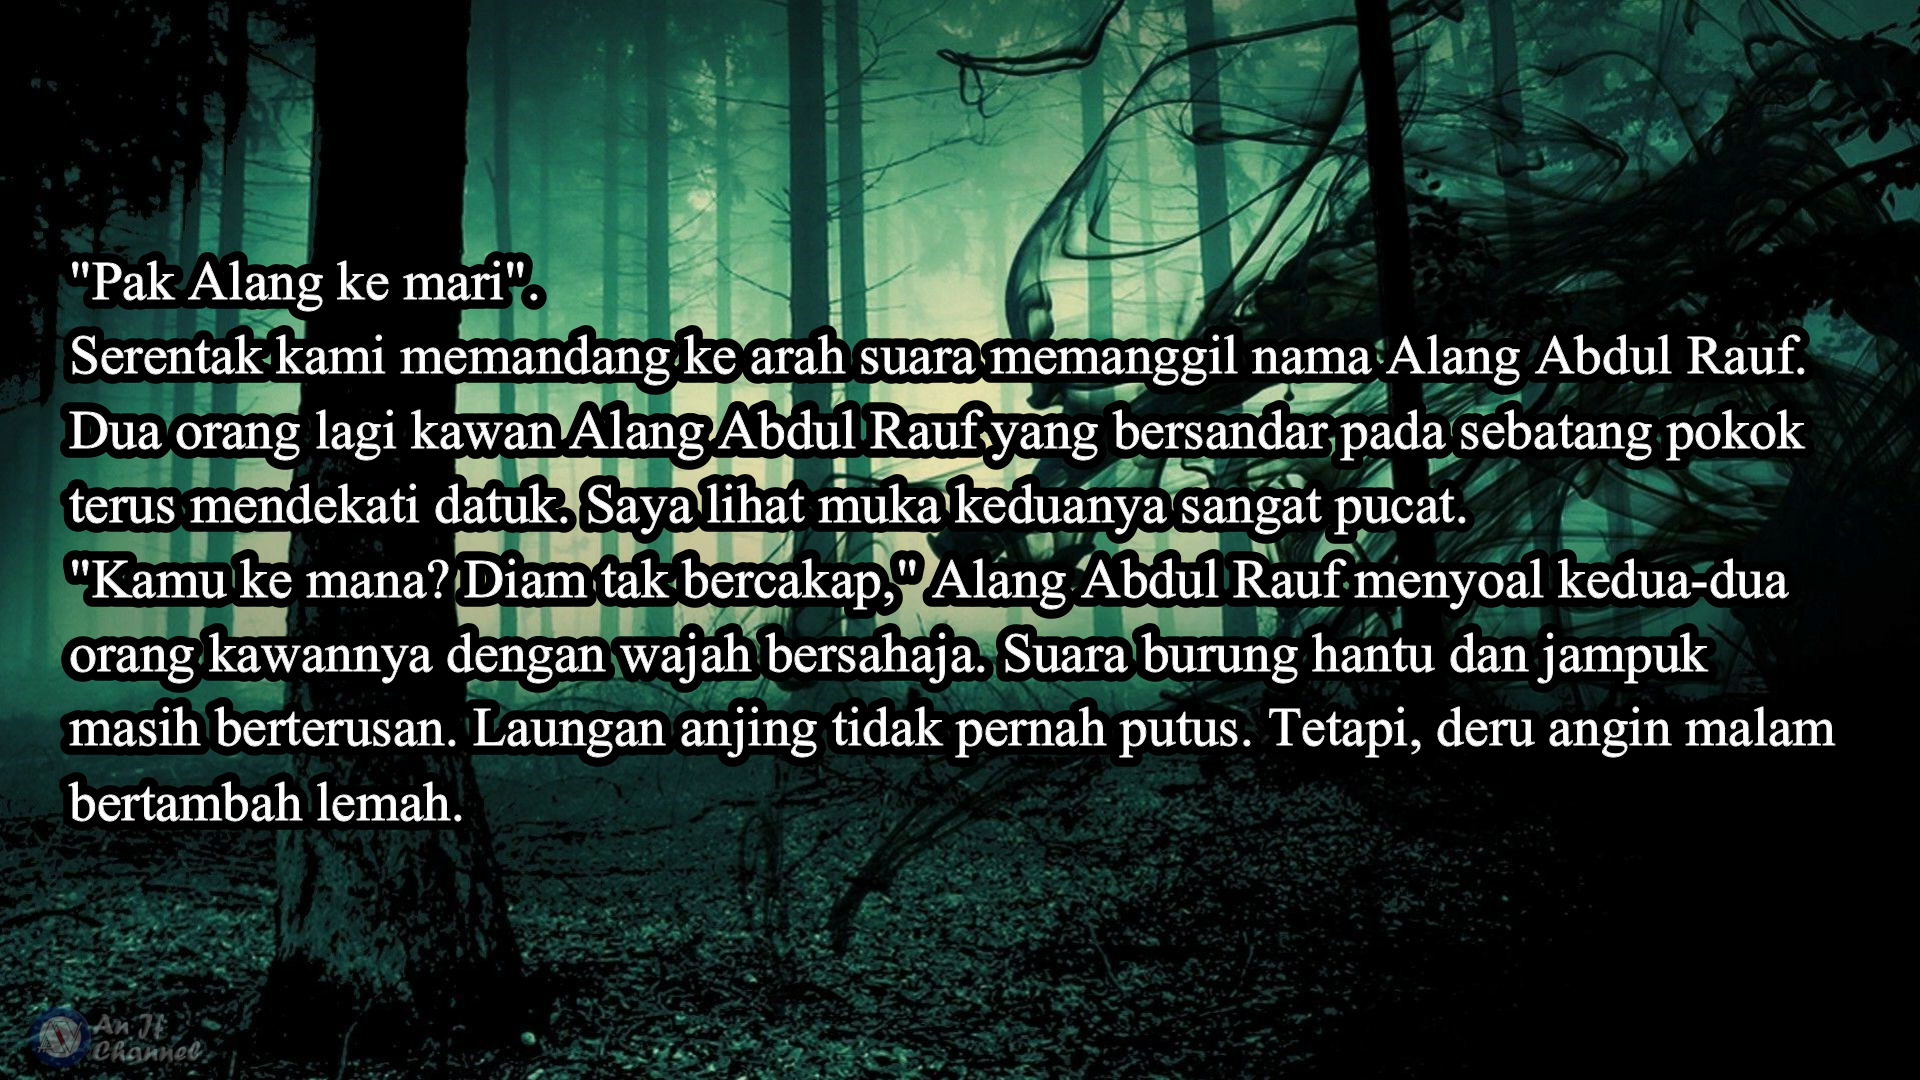 "Pak Alang ke mari".
Serentak kami memandang ke arah suara memanggil nama Alang Abdul Rauf.
Dua orang lagi kawan Alang Abdul Rauf yang bersandar pada sebatang pokok
terus mendekati datuk. Saya lihat muka keduanya sangat pucat.
"Kamu ke mana? Diam tak bercakap," Alang Abdul Rauf menyoal kedua-dua
orang kawannya dengan wajah bersahaja. Suara burung hantu dan jampuk
masih berterusan. Laungan anjing tidak pernah putus. Tetapi, deru angin malam
bertambah lemah.
An Jt
Channel